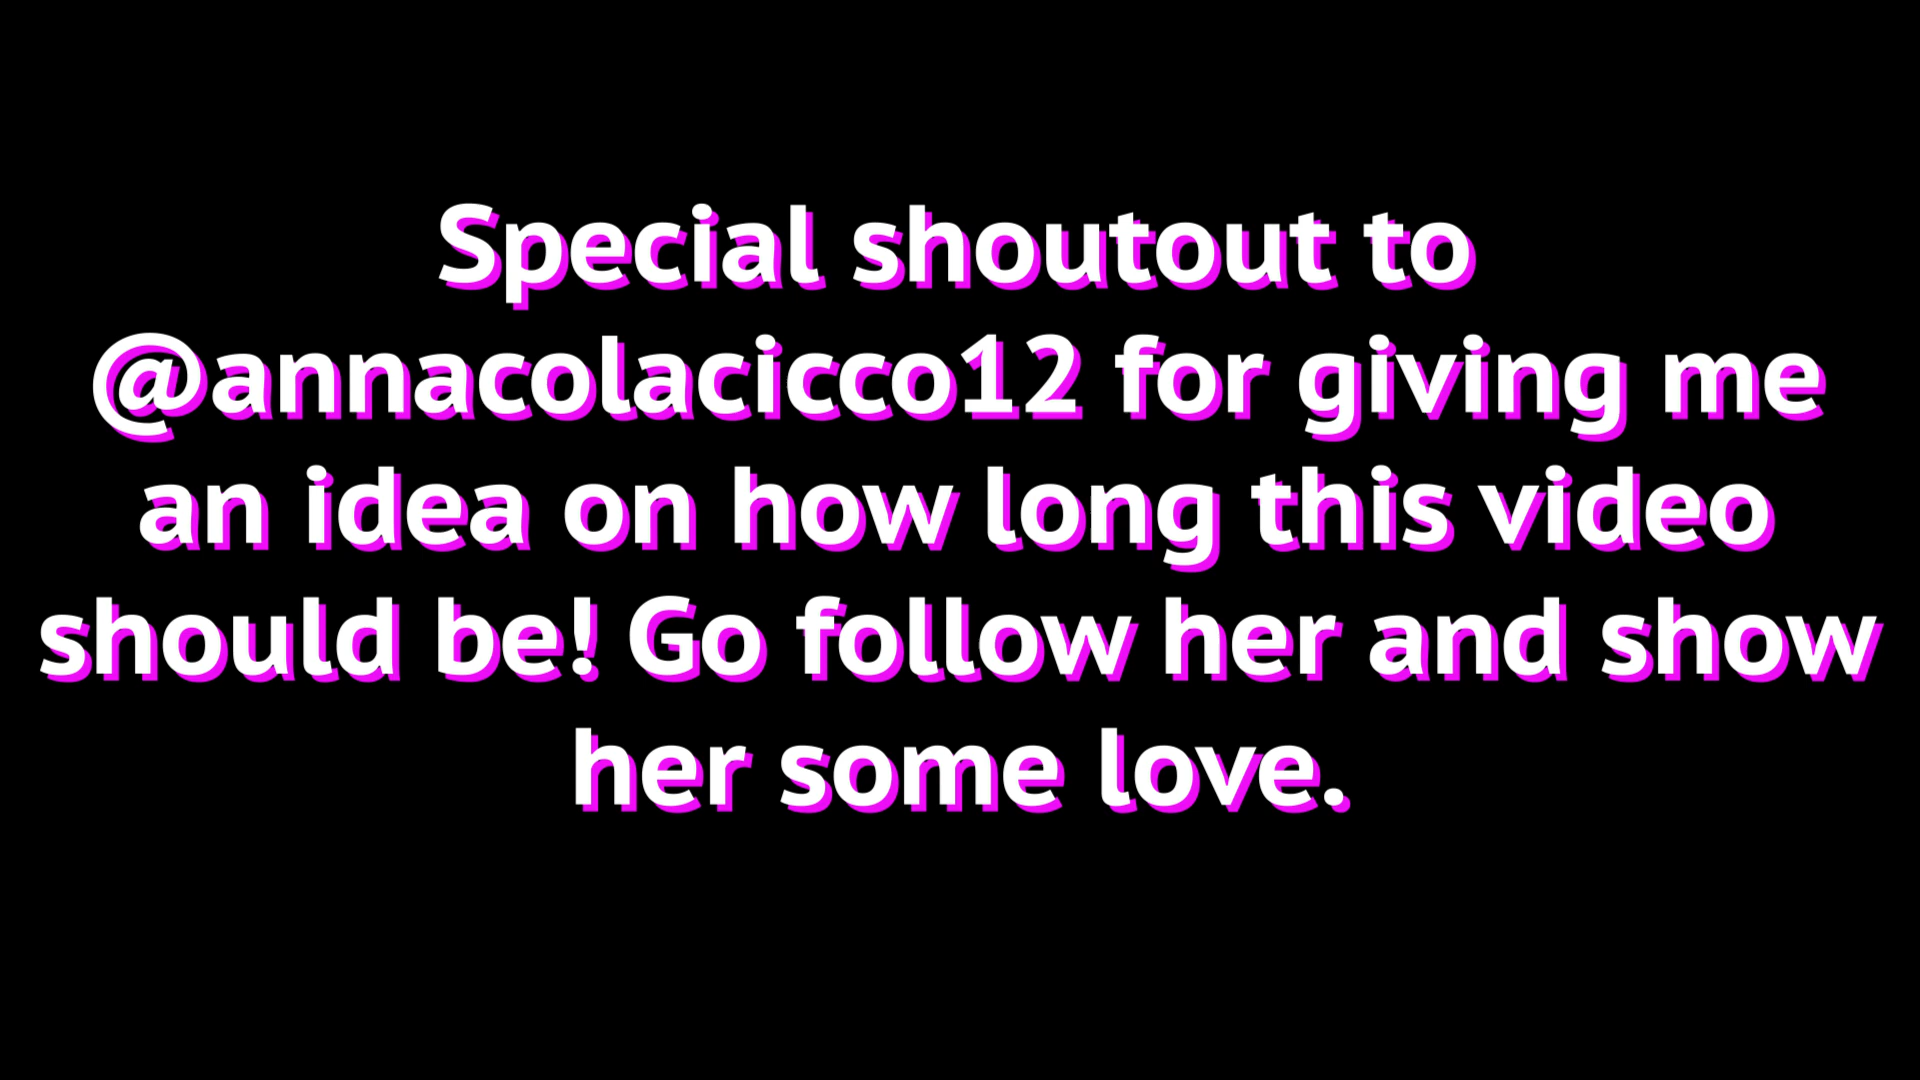 Special shoutout to
@annacolacicco12 for giving me
an idea on how long this video
should be! Go follow her and show
her some love.